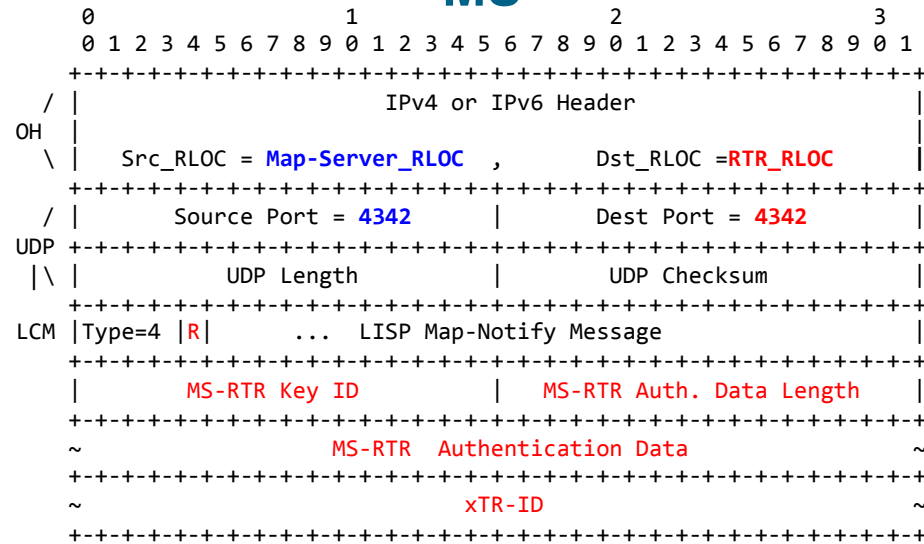 MS
0                   1                   2                   3
0 1 2 3 4 5 6 7 8 9 0 1 2 3 4 5 6 7 8 9 0 1 2 3 4 5 6 7 8 9 0 1
+-+-+-+-+-+-+-+-+-+-+-+-+-+-+-+-+-+-+-+-+-+-+-+-+-+-+-+-+-+-+-+-+
/ |                       IPv4 or IPv6 Header                     |
OH  |                                                               |
\ |   Src_RLOC = Map-Server_RLOC  ,       Dst_RLOC =RTR_RLOC      |
+-+-+-+-+-+-+-+-+-+-+-+-+-+-+-+-+-+-+-+-+-+-+-+-+-+-+-+-+-+-+-+-+
/ |       Source Port = 4342      |       Dest Port = 4342        |
UDP +-+-+-+-+-+-+-+-+-+-+-+-+-+-+-+-+-+-+-+-+-+-+-+-+-+-+-+-+-+-+-+-+
|\ |           UDP Length          |        UDP Checksum           |
+-+-+-+-+-+-+-+-+-+-+-+-+-+-+-+-+-+-+-+-+-+-+-+-+-+-+-+-+-+-+-+-+
LCM |Type=4 |R|      ...  LISP Map-Notify Message                   |
+-+-+-+-+-+-+-+-+-+-+-+-+-+-+-+-+-+-+-+-+-+-+-+-+-+-+-+-+-+-+-+-+
|        MS-RTR Key ID          |   MS-RTR Auth. Data Length    |
+-+-+-+-+-+-+-+-+-+-+-+-+-+-+-+-+-+-+-+-+-+-+-+-+-+-+-+-+-+-+-+-+
~                   MS-RTR  Authentication Data                 ~
+-+-+-+-+-+-+-+-+-+-+-+-+-+-+-+-+-+-+-+-+-+-+-+-+-+-+-+-+-+-+-+-+
~                             xTR-ID                            ~
+-+-+-+-+-+-+-+-+-+-+-+-+-+-+-+-+-+-+-+-+-+-+-+-+-+-+-+-+-+-+-+-+